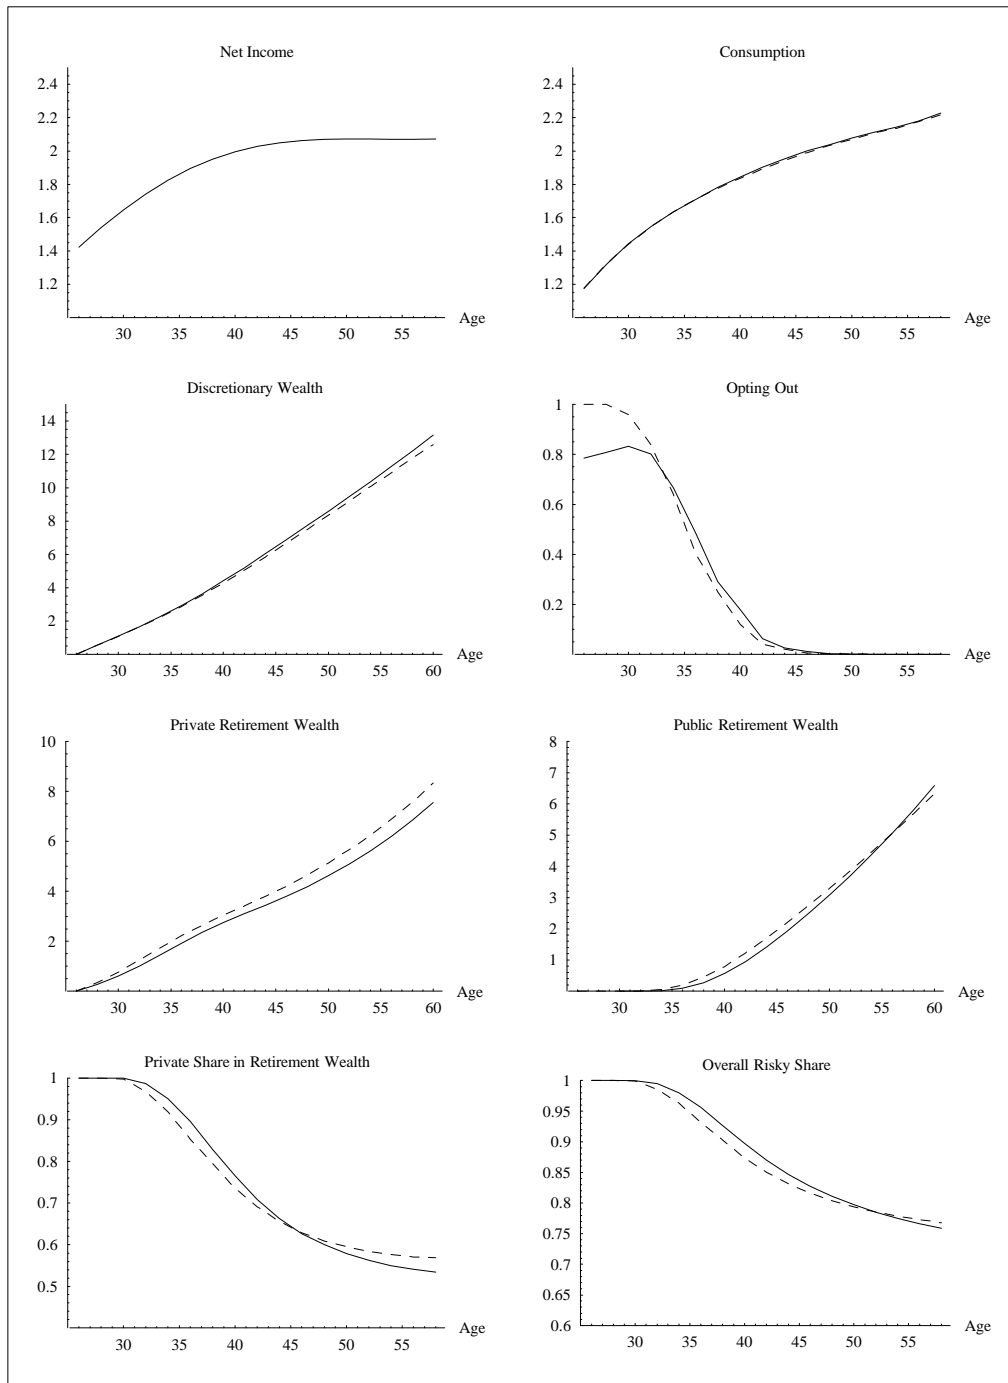 Net Income
2.4
2.2
2
1.8
1.6
1.4
1.2
30 35 40 45 50 55
Age
Consumption
2.4
2.2
2
1.8
1.6
1.4
1.2
30 35 40 45 50 55
Age
Discretionary Wealth
14
12
10
8
6
4
2
30 35 40 45 50 55 60
Age
Opting Out
1
0.8
0.6
0.4
0.2
30 35 40 45 50 55
Age
Private Retirement Wealth
10
8
6
4
2
30 35 40 45 50 55 60
Age
Public Retirement Wealth
8
7
6
5
4
3
2
1
30 35 40 45 50 55 60
Age
Private Share in Retirement Wealth
1
0.9
0.8
0.7
0.6
0.5
30 35 40 45 50 55
Age
Overall Risky Share
1
0.95
0.9
0.85
0.8
0.75
0.7
0.65
0.6
30 35 40 45 50 55
Age